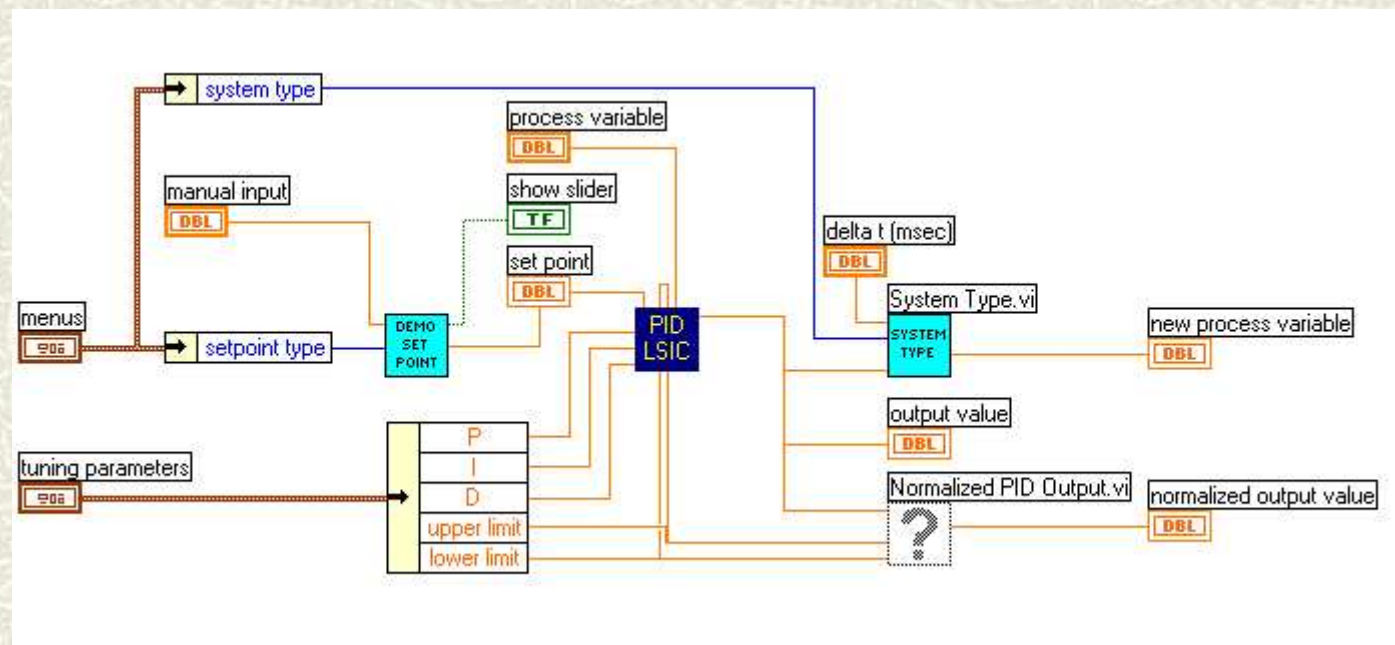 system type
process variable
DBL
manual input
DBL
show slider
TF
set point
DBL
delta t (msec)
DBL
menus
setpoint type
DEMO
SET
POINT
PID
LSIC
System Type.vi
SYSTEM
TYPE
new process variable
DBL
output value
DBL
tuning parameters
P
I
D
upper limit
lower limit
Normalized PID Output.vi
?
normalized output value
DBL